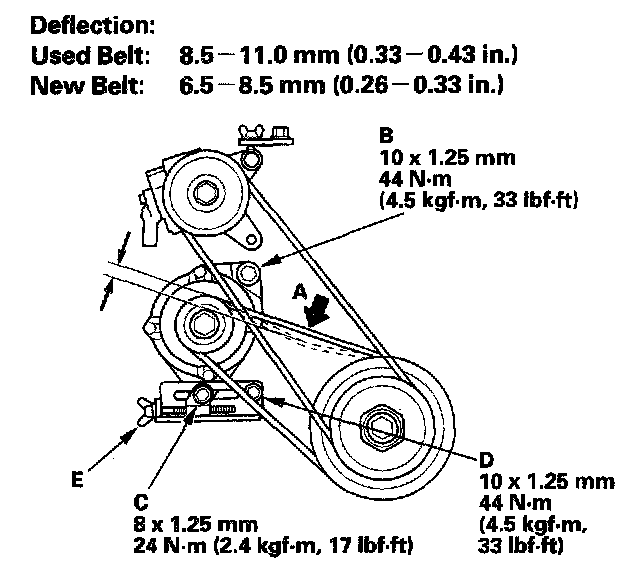 Deflection:
Used Belt: 8.5–11.0 mm (0.33–0.43 in.)
New Belt: 6.5–8.5 mm (0.26–0.33 in.)
B
10 x 1.25 mm
44 N·m
(4.5 kgf·m, 33 lbf·ft)
A
E
C
8 x 1.25 mm
24 N·m (2.4 kgf·m, 17 lbf·ft)
D
10 x 1.25 mm
44 N·m
(4.5 kgf·m,
33 lbf·ft)